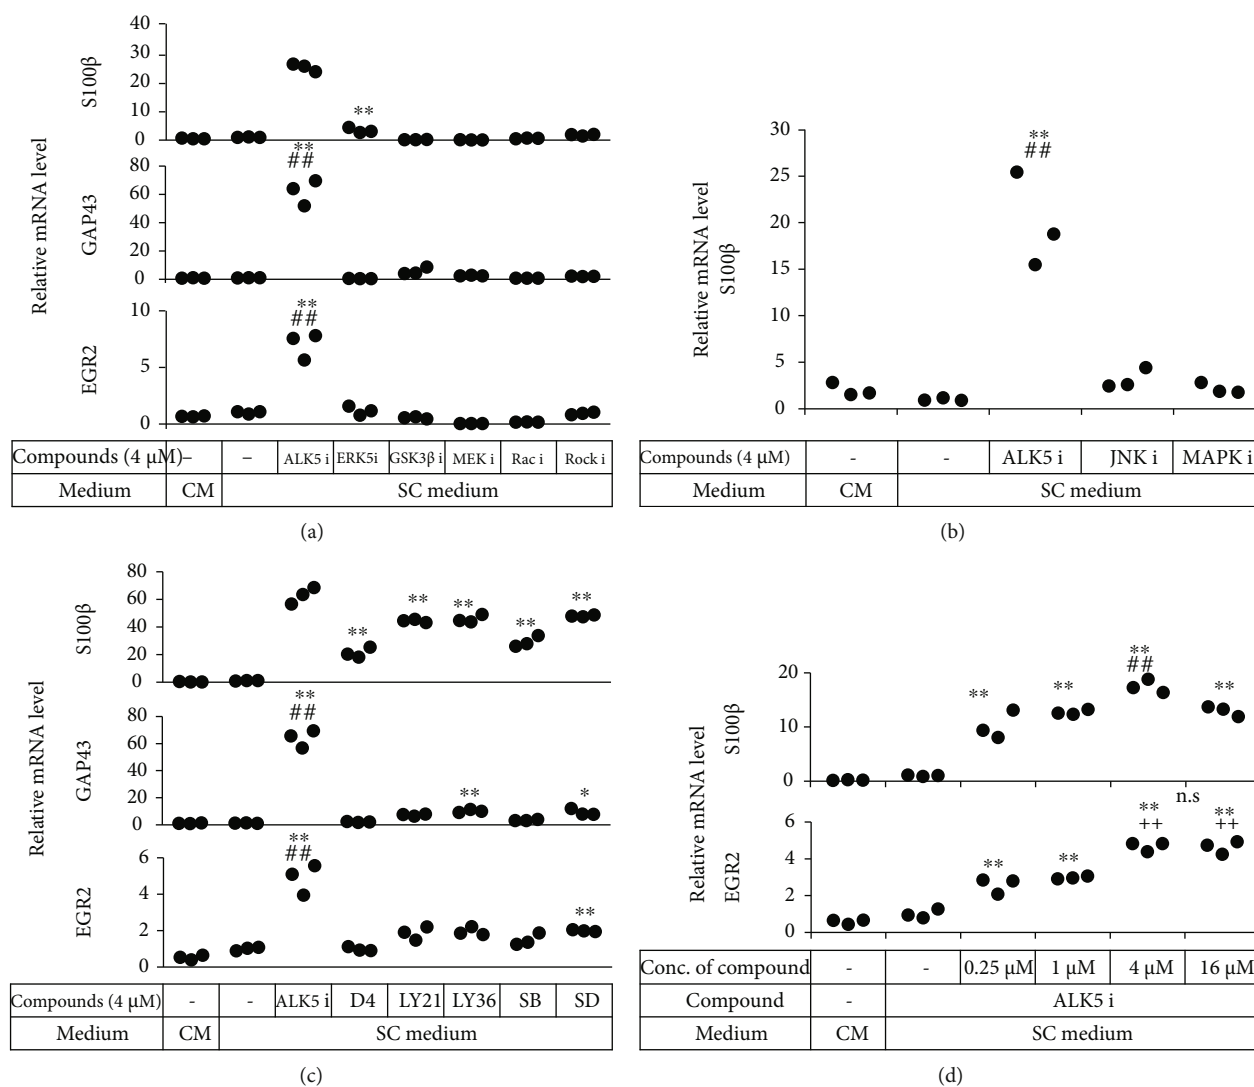 40
30
20
10
0
S100β
**
**
##
80
60
40
20
0
GAP43
**
##
10
5
0
EGR2
Relative mRNA level
Compounds (4 μM) – – ALK5 i ERK5i GSK3β i MEK i Rac i Rock i
Medium CM SC medium
(a)
30
25
20
15
10
5
0
Relative mRNA level
S100β
**
##
Compounds (4 μM) - - ALK5 i JNK i MAPK i
Medium CM SC medium
(b)
80
60
40
20
0
S100β
** ** ** ** **
**
##
80
60
40
20
0
GAP43
** *
**
##
6
4
2
0
EGR2
**
Relative mRNA level
Compounds (4 μM) - - ALK5 i D4 LY21 LY36 SB SD
Medium CM SC medium
(c)
20
10
0
S100β
** ** ** **
##
n.s
6
4
2
0
EGR2
** ** ** **
++ ++
Relative mRNA level
Conc. of compound - - 0.25 μM 1 μM 4 μM 16 μM
Compound - ALK5 i
Medium CM SC medium
(d)